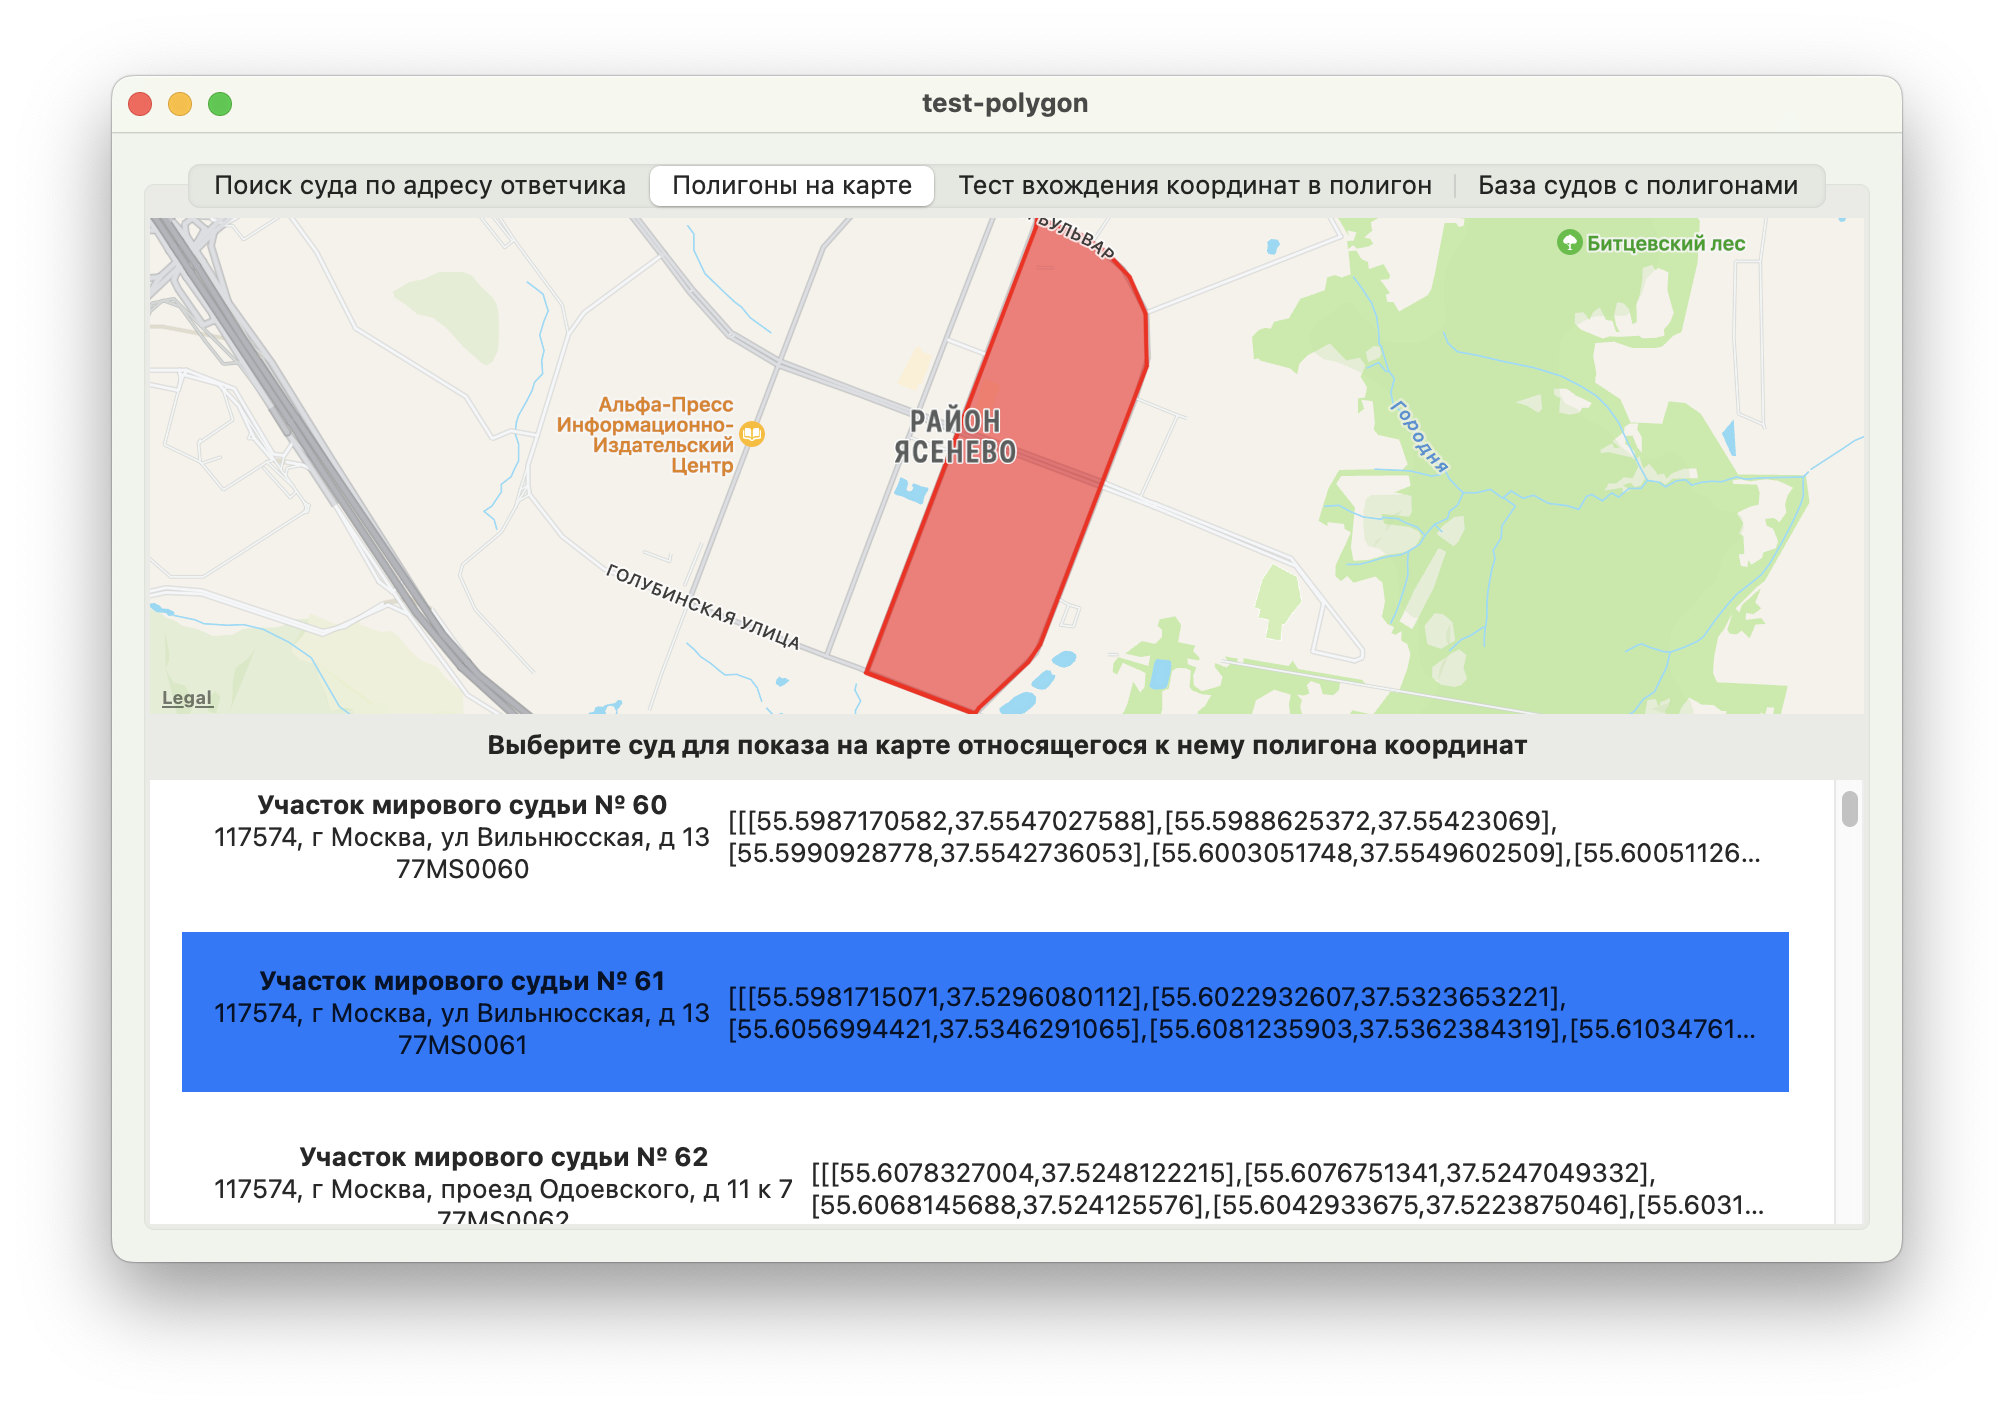 test-polygon
Поиск суда по адресу ответчика
Полигоны на карте
Тест вхождения координат в полигон
База судов с полигонами
БУЛЬВАР
Битцевский лес
Альфа-Пресс
Информационно-
Издательский
Центр
РАЙОН
ЯСЕНЕВО
Городня
ГОЛУБИНСКАЯ УЛИЦА
Legal
Выберите суд для показа на карте относящегося к нему полигона координат
Участок мирового судьи № 60
117574, г Москва, ул Вильнюсская, д 13
77MS0060
[[[55.5987170582,37.5547027588],[55.5988625372,37.55423069],
[55.5990928778,37.5542736053],[55.6003051748,37.5549602509],[55.60051126...
Участок мирового судьи № 61
117574, г Москва, ул Вильнюсская, д 13
77MS0061
[[[55.5981715071,37.5296080112],[55.6022932607,37.5323653221],
[55.6056994421,37.5346291065],[55.6081235903,37.5362384319],[55.61034761...
Участок мирового судьи № 62
117574, г Москва, проезд Одоевского, д 11 к 7
77MS0062
[[[55.6078327004,37.5248122215],[55.6076751341,37.5247049332],
[55.6068145688,37.524125576],[55.6042933675,37.5223875046],[55.6031...